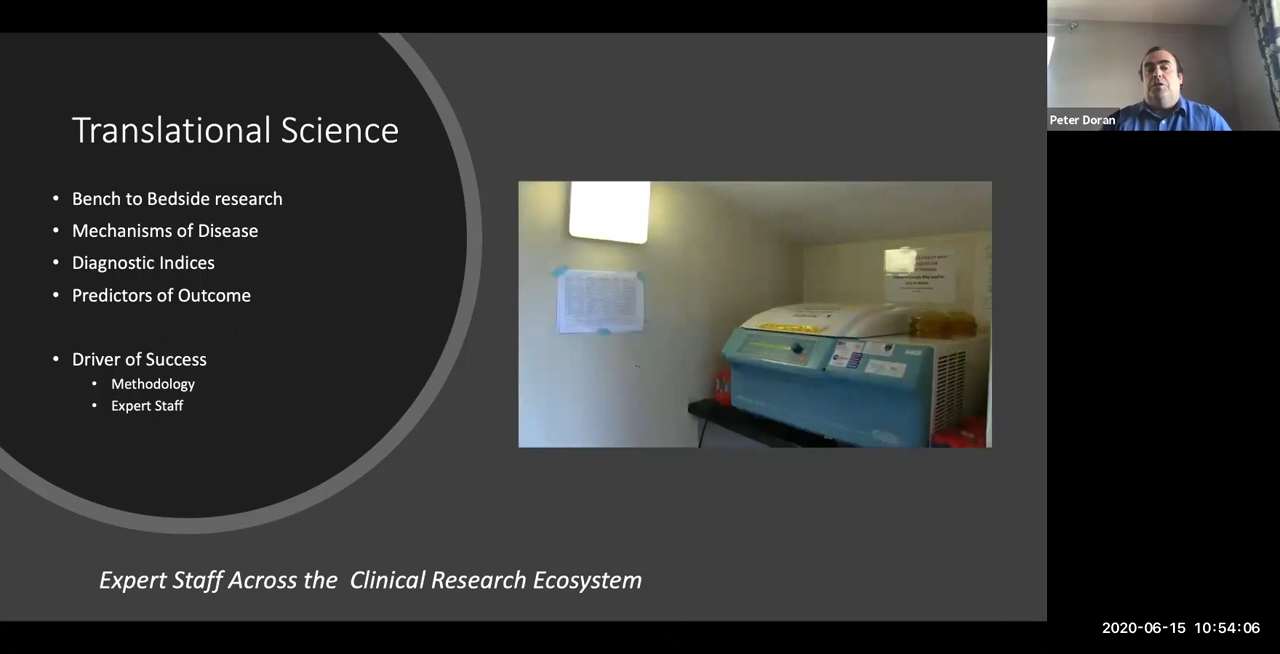 Translational Science
• Bench to Bedside research
• Mechanisms of Disease
• Diagnostic Indices
• Predictors of Outcome
• Driver of Success
• Methodology
• Expert Staff
Expert Staff Across the Clinical Research Ecosystem
Peter Doran
2020-06-15 10:54:06